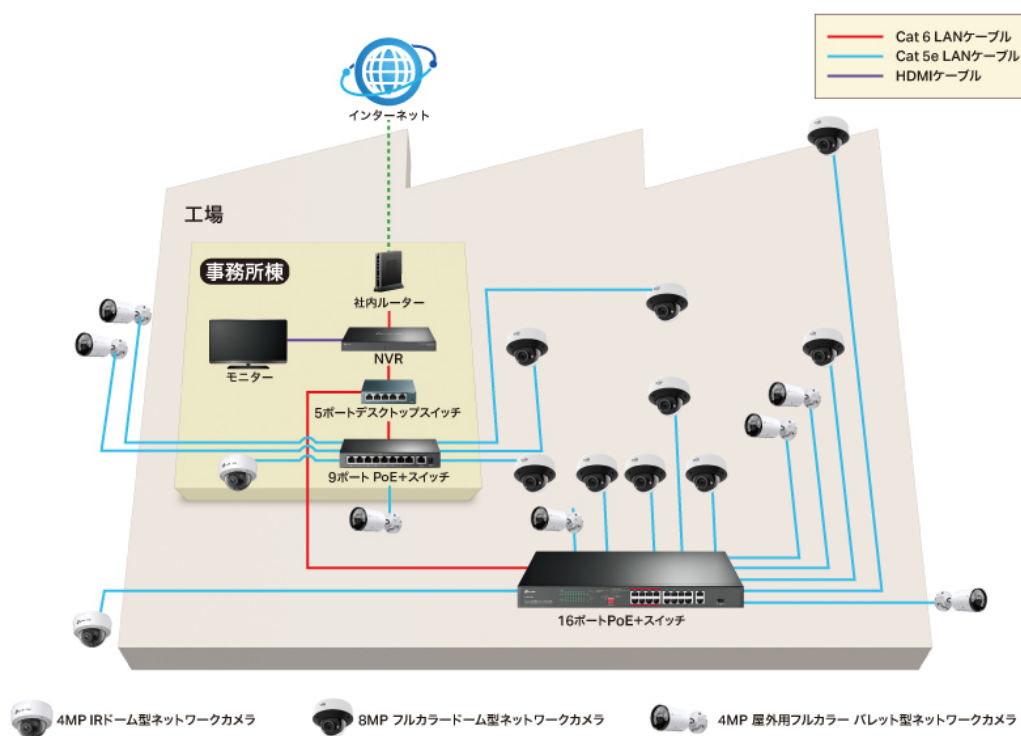 Cat 6 LANケーブル
Cat 5e LANケーブル
HDMIケーブル
インターネット
工場
事務所棟
社内ルーター
NVR
モニター
5ポートデスクトップスイッチ
9ポート PoE+スイッチ
16ポートPoE+スイッチ
4MP IRドーム型ネットワークカメラ
8MP フルカラードーム型ネットワークカメラ
4MP 屋外用フルカラー バレット型ネットワークカメラ